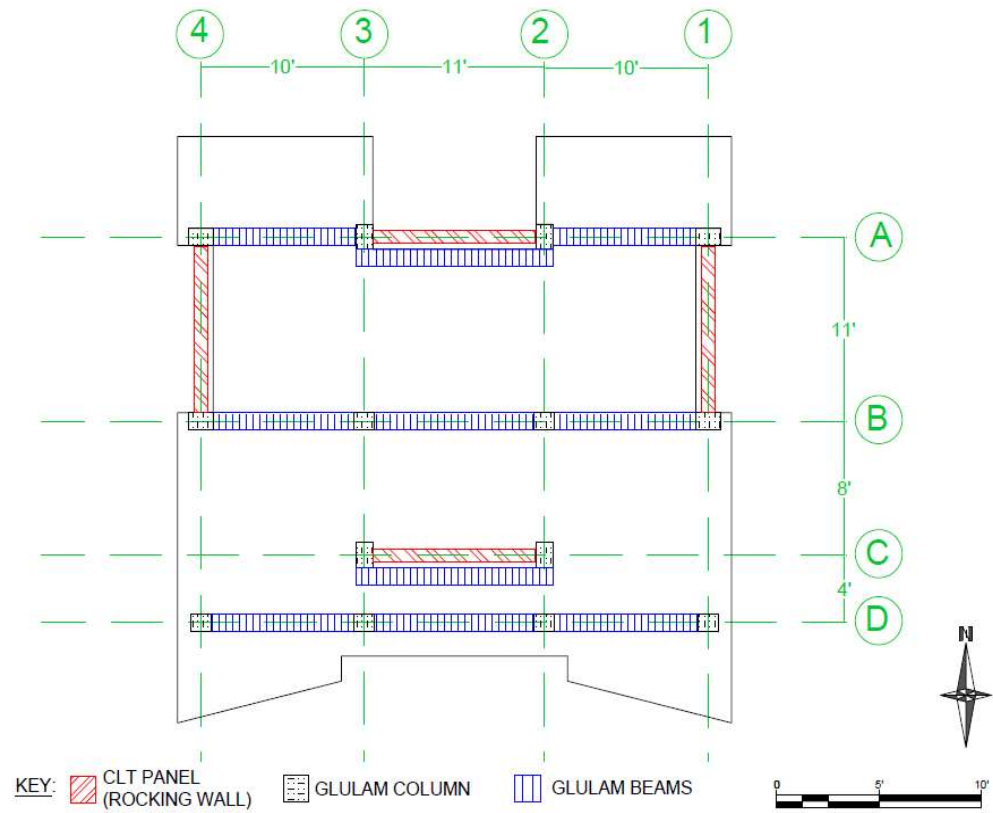 4 3 2 1
10' 11' 10'
A
11'
B
8'
C
4'
D
N
KEY: CLT PANEL (ROCKING WALL) GLULAM COLUMN GLULAM BEAMS
0 5' 10'